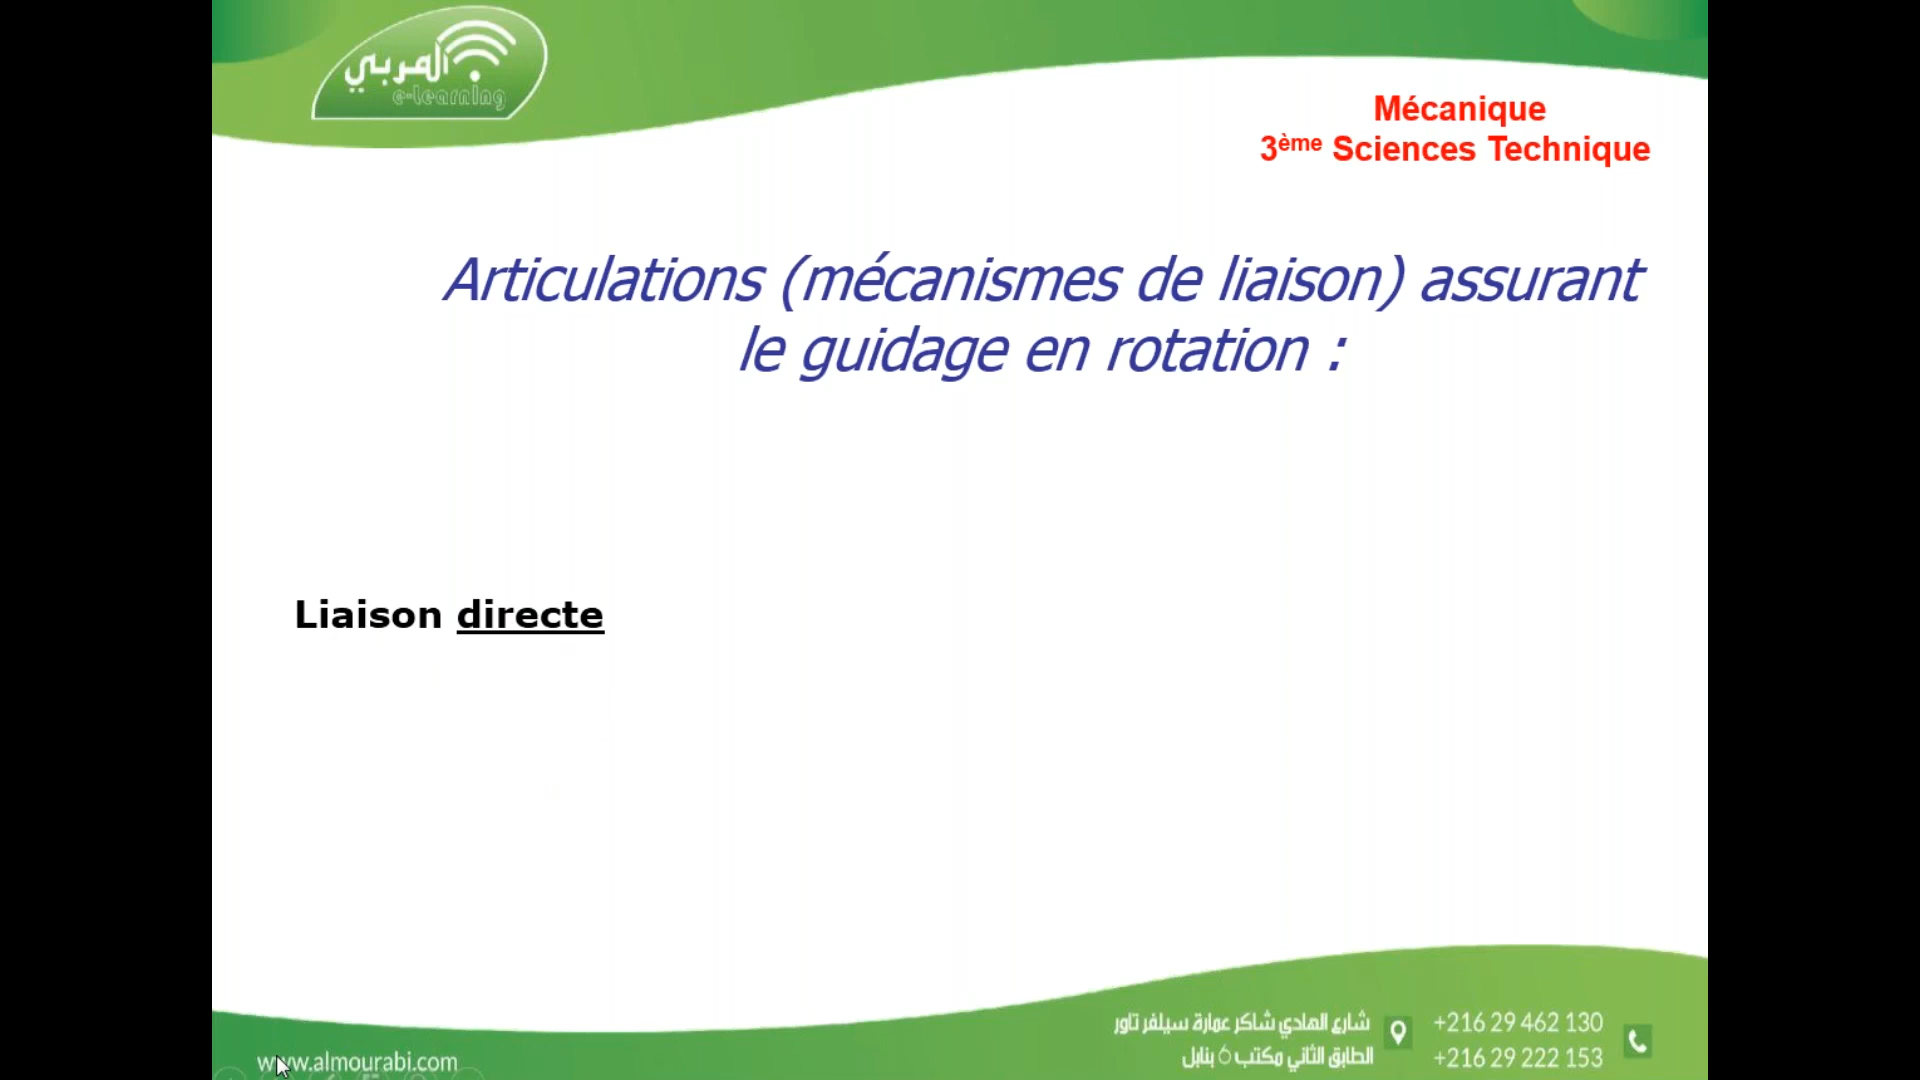 المربي
e-learning
Mécanique
3ème Sciences Technique
Articulations (mécanismes de liaison) assurant
le guidage en rotation :
Liaison directe
شارع الهادي شاكر عمارة سيلفر تاور
الطابق الثاني مكتب 6 بنابل
+216 29 462 130
+216 29 222 153
www.almourabi.com